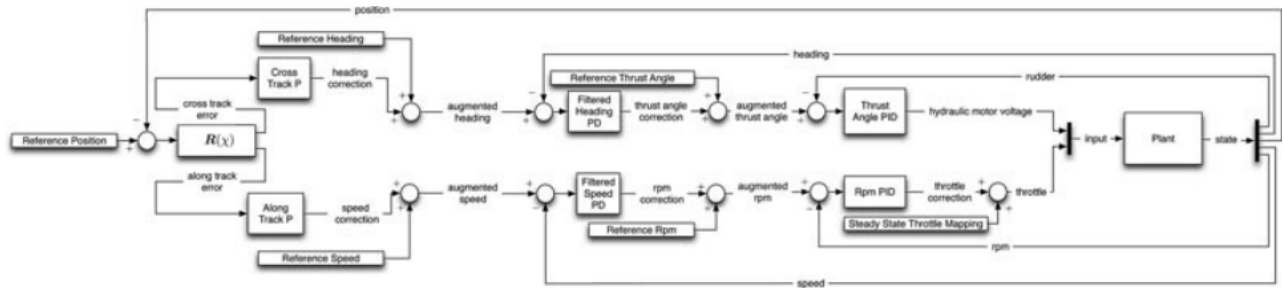 position
Reference Heading
heading
Cross
Track P
heading
correction
Reference Thrust Angle
rudder
cross track
error
augmented
heading
Filtered
Heading
PD
thrust angle
correction
augmented
thrust angle
Thrust
Angle PID
hydraulic motor voltage
Reference Position
R(χ)
input
Plant
state
along track
error
Along
Track P
speed
correction
augmented
speed
Filtered
Speed
PD
rpm
correction
augmented
rpm
Rpm PID
throttle
correction
throttle
Reference Rpm
Steady State Throttle Mapping
Reference Speed
rpm
speed